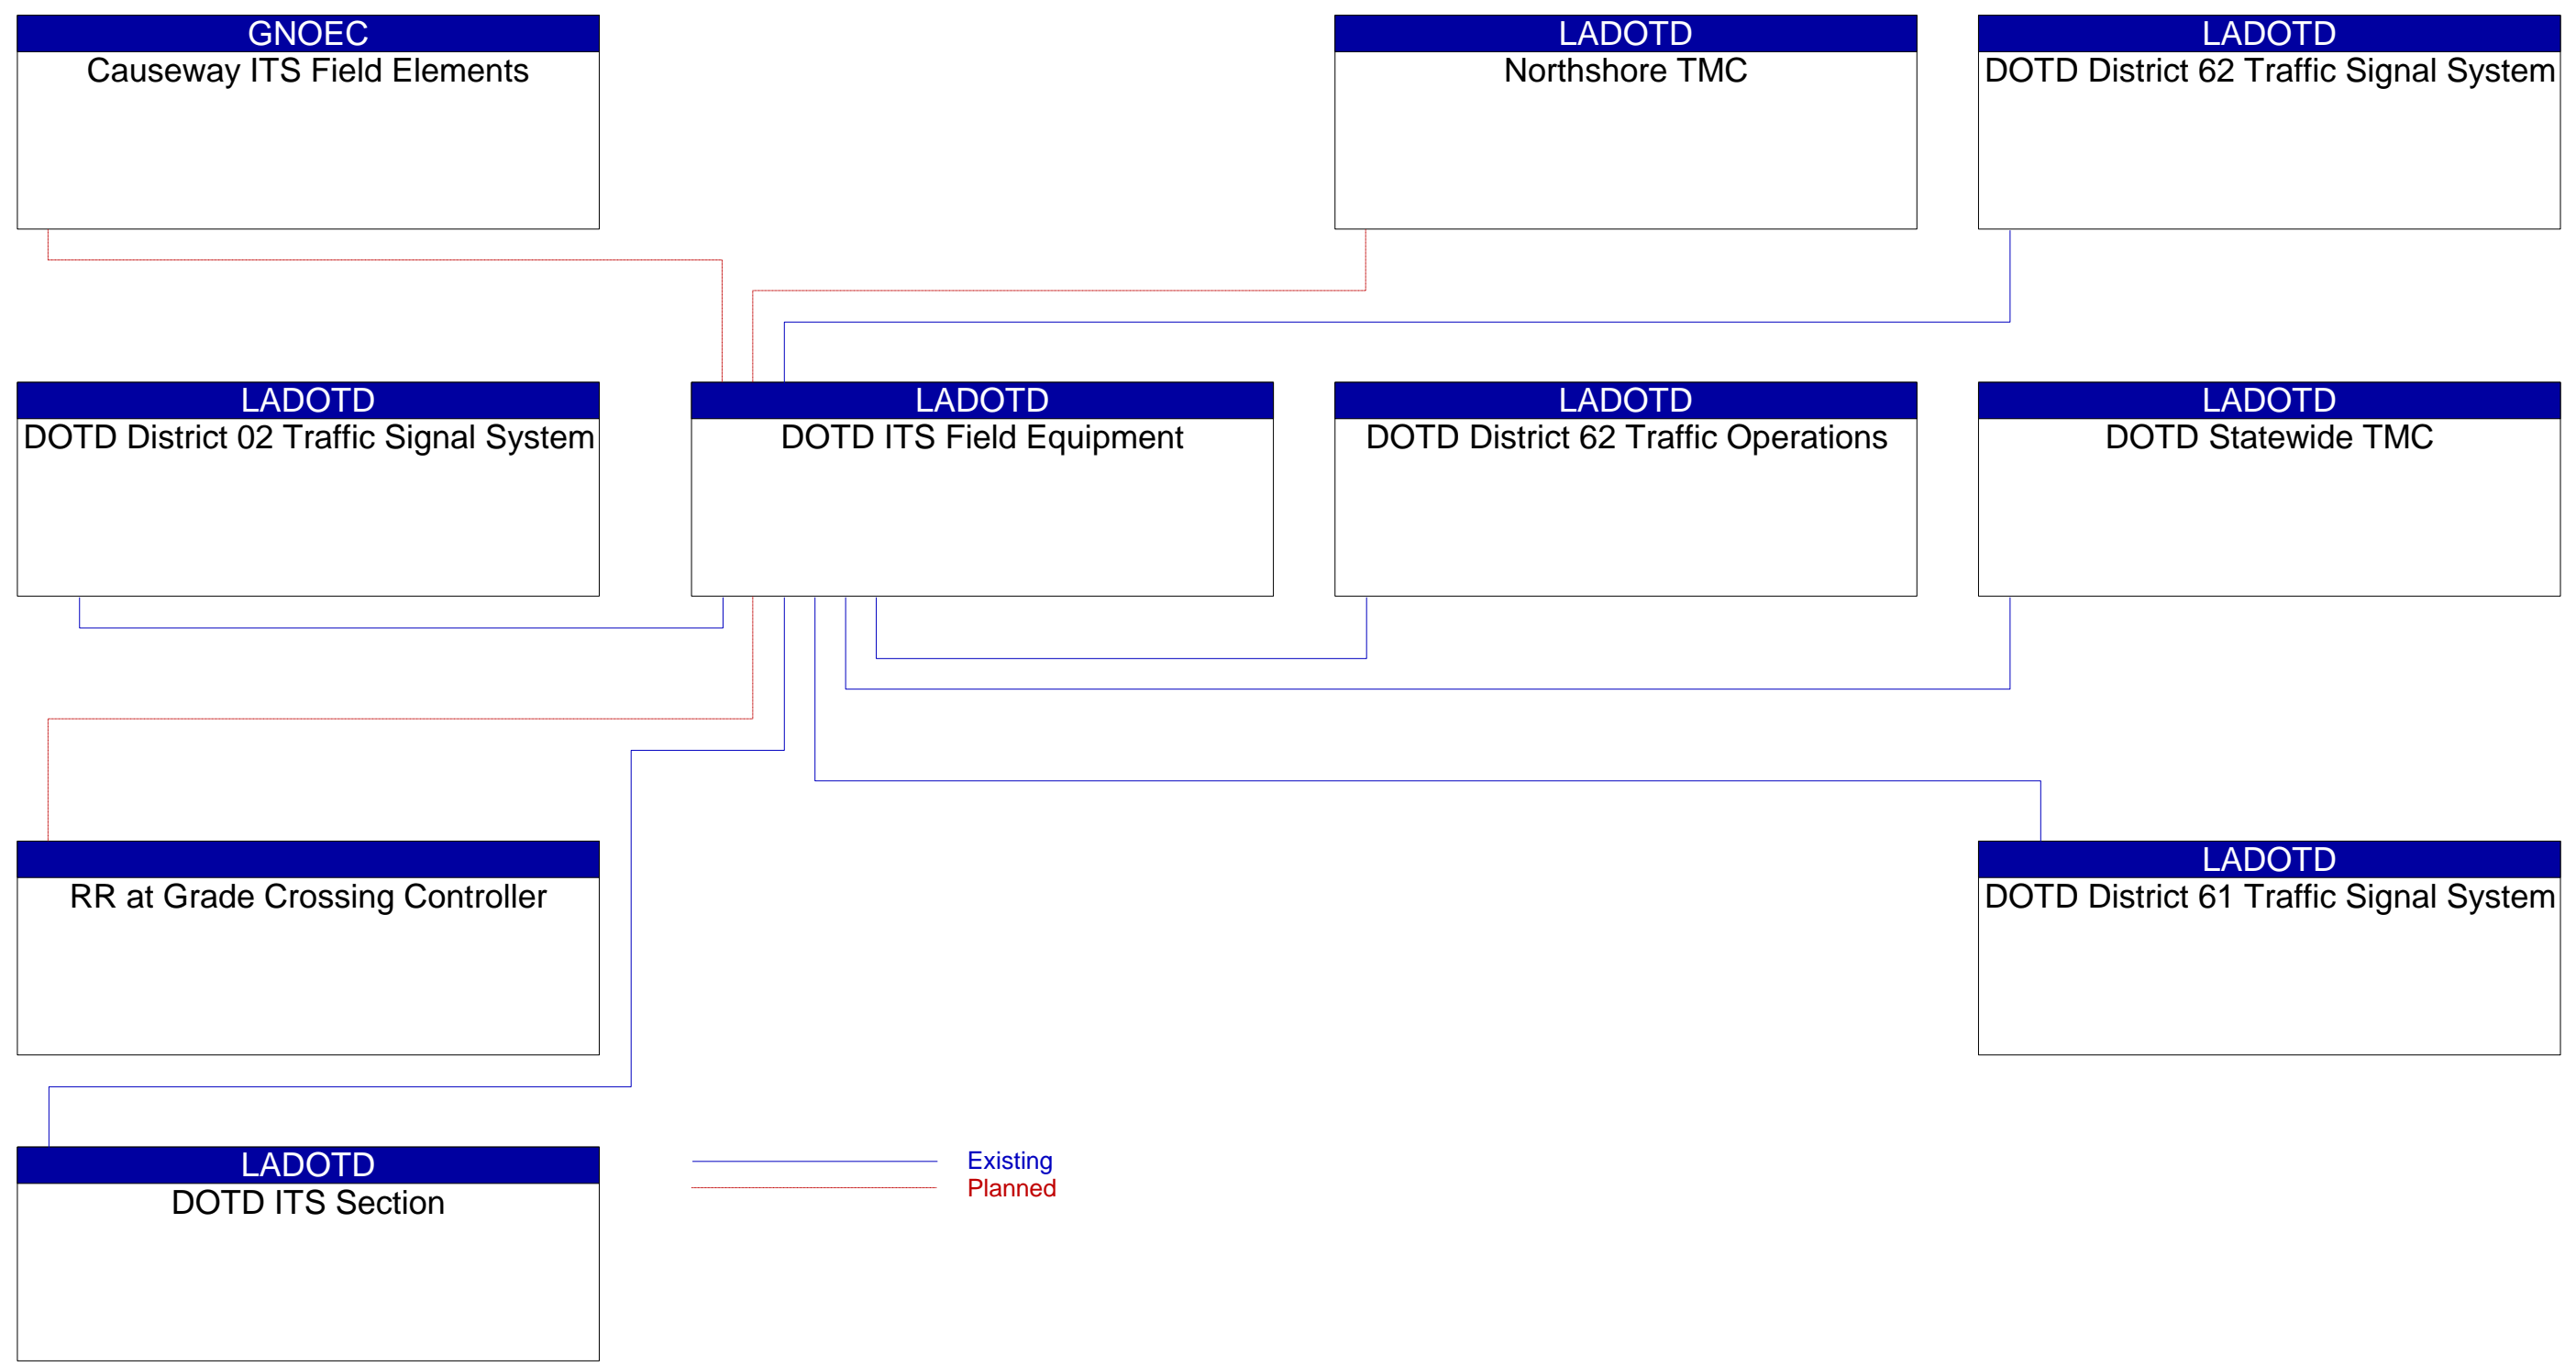 GNOEC
Causeway ITS Field Elements
LADOTD
Northshore TMC
LADOTD
DOTD District 62 Traffic Signal System
LADOTD
DOTD District 02 Traffic Signal System
LADOTD
DOTD ITS Field Equipment
LADOTD
DOTD District 62 Traffic Operations
LADOTD
DOTD Statewide TMC
RR at Grade Crossing Controller
LADOTD
DOTD District 61 Traffic Signal System
LADOTD
DOTD ITS Section
Existing
Planned